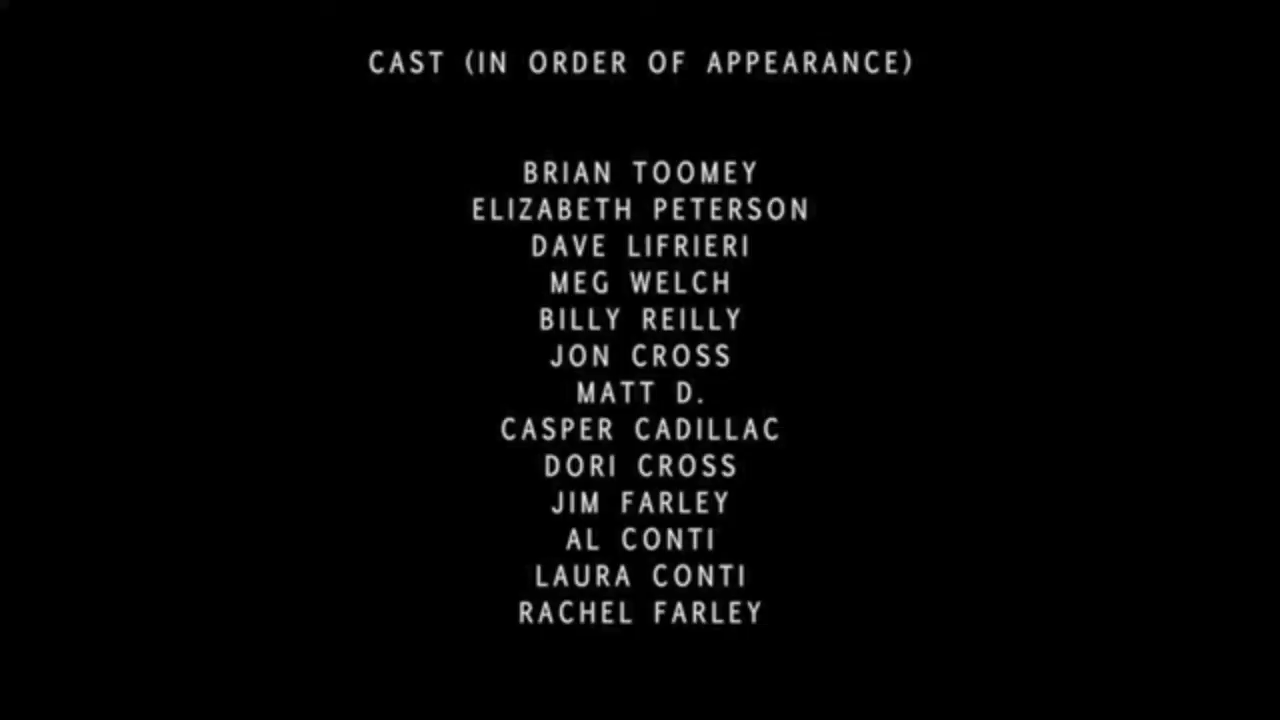 CAST (IN ORDER OF APPEARANCE)
BRIAN TOOMEY
ELIZABETH PETERSON
DAVE LIFRIERI
MEG WELCH
BILLY REILLY
JON CROSS
MATT D.
CASPER CADILLAC
DORI CROSS
JIM FARLEY
AL CONTI
LAURA CONTI
RACHEL FARLEY